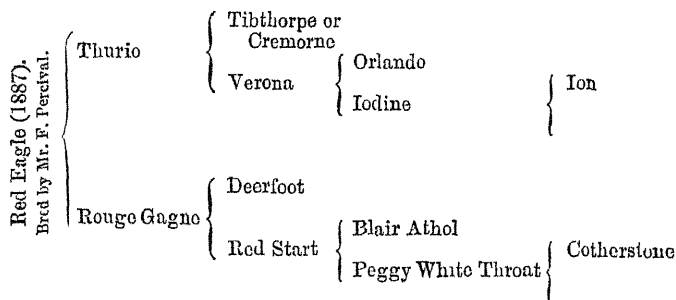 Red Eagle (1887).
Bred by Mr. F. Percival.
Thurio
Tibthorpe or
Cremorne
Verona
Orlando
Iodine
Ion
Rouge Gagne
Deerfoot
Red Start
Blair Athol
Peggy White Throat
Cotherstone